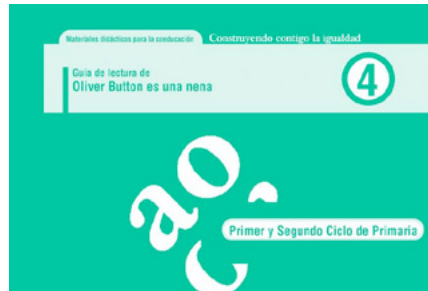 Materiales didácticos para la coeducación Construyendo contigo la igualdad
Guía de lectura de
Oliver Button es una nena
4
ao,
c
Primer y Segundo Ciclo de Primaria